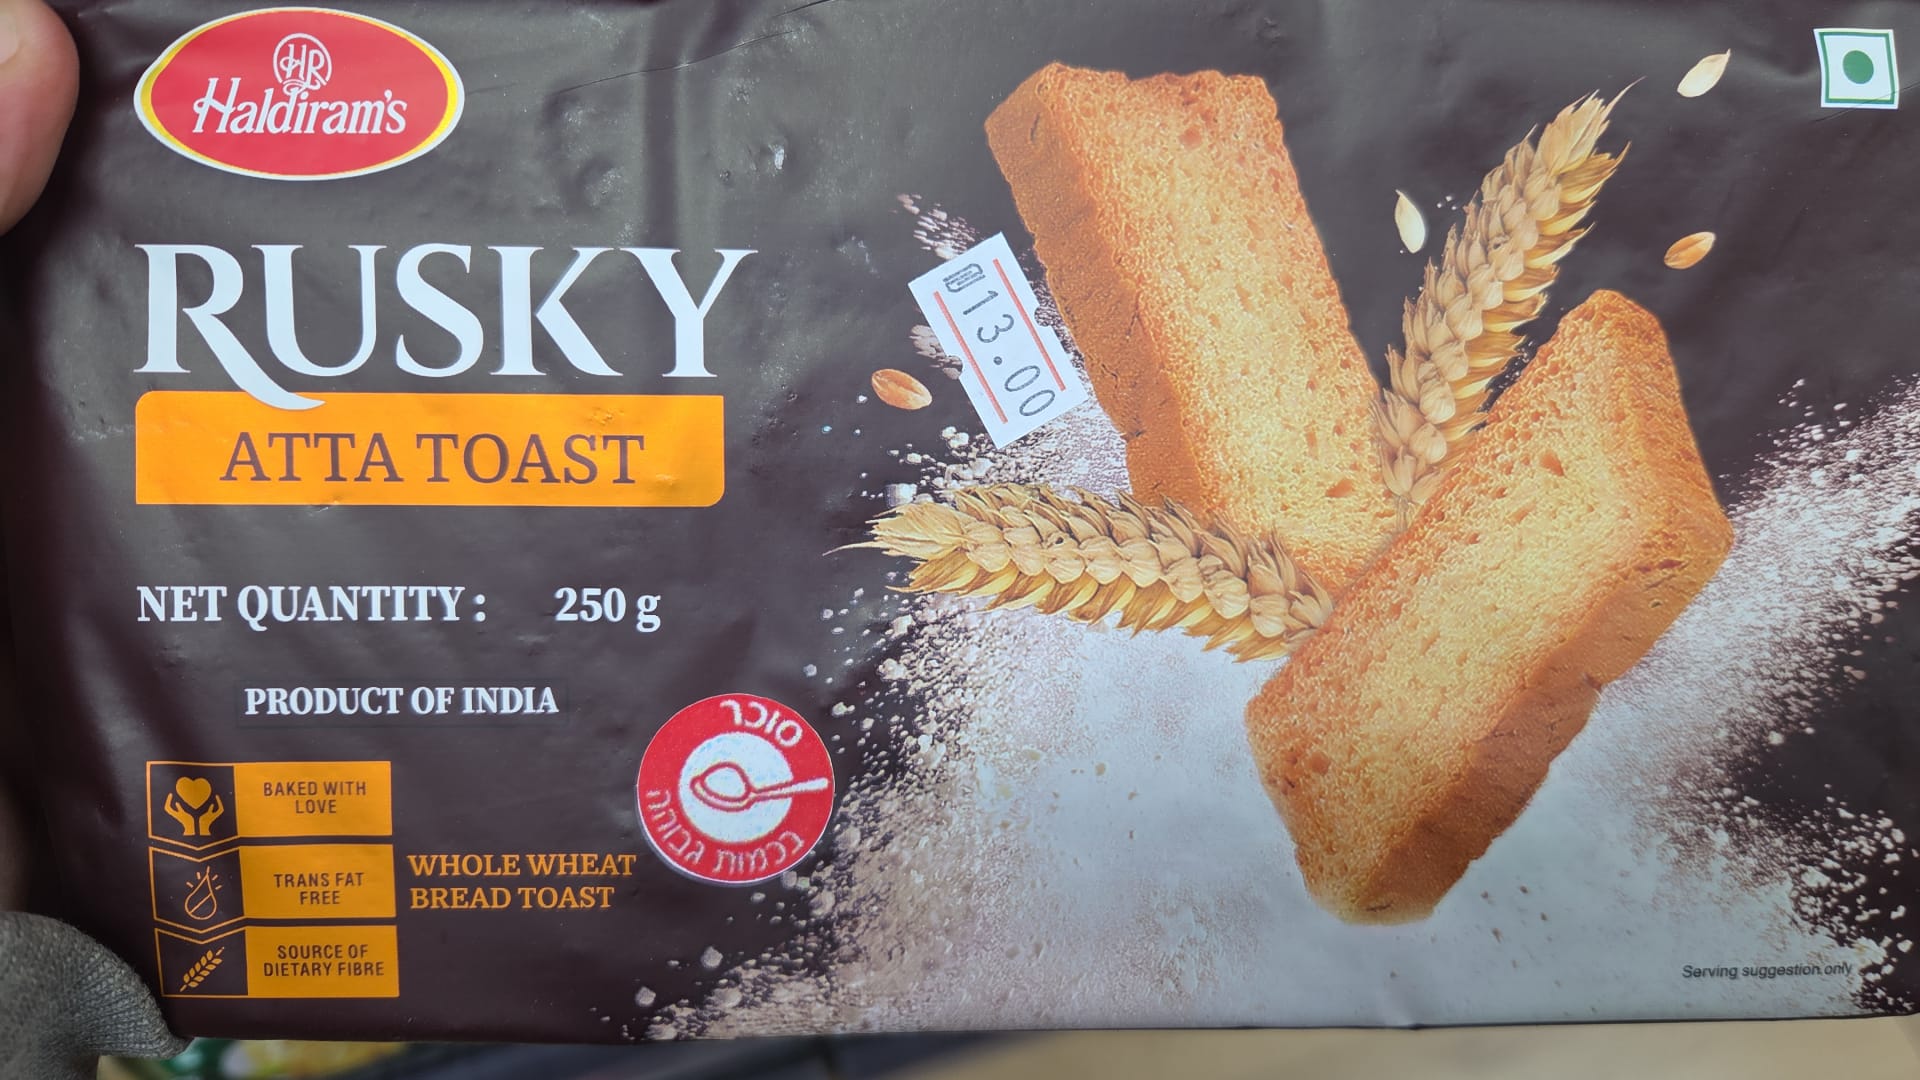 HR
Haldiram's
RUSKY
ATTA TOAST
13.00
NET QUANTITY : 250 g
PRODUCT OF INDIA
סוכר
בכמות גבוהה
BAKED WITH
LOVE
TRANS FAT
FREE
SOURCE OF
DIETARY FIBRE
WHOLE WHEAT
BREAD TOAST
Serving suggestion only